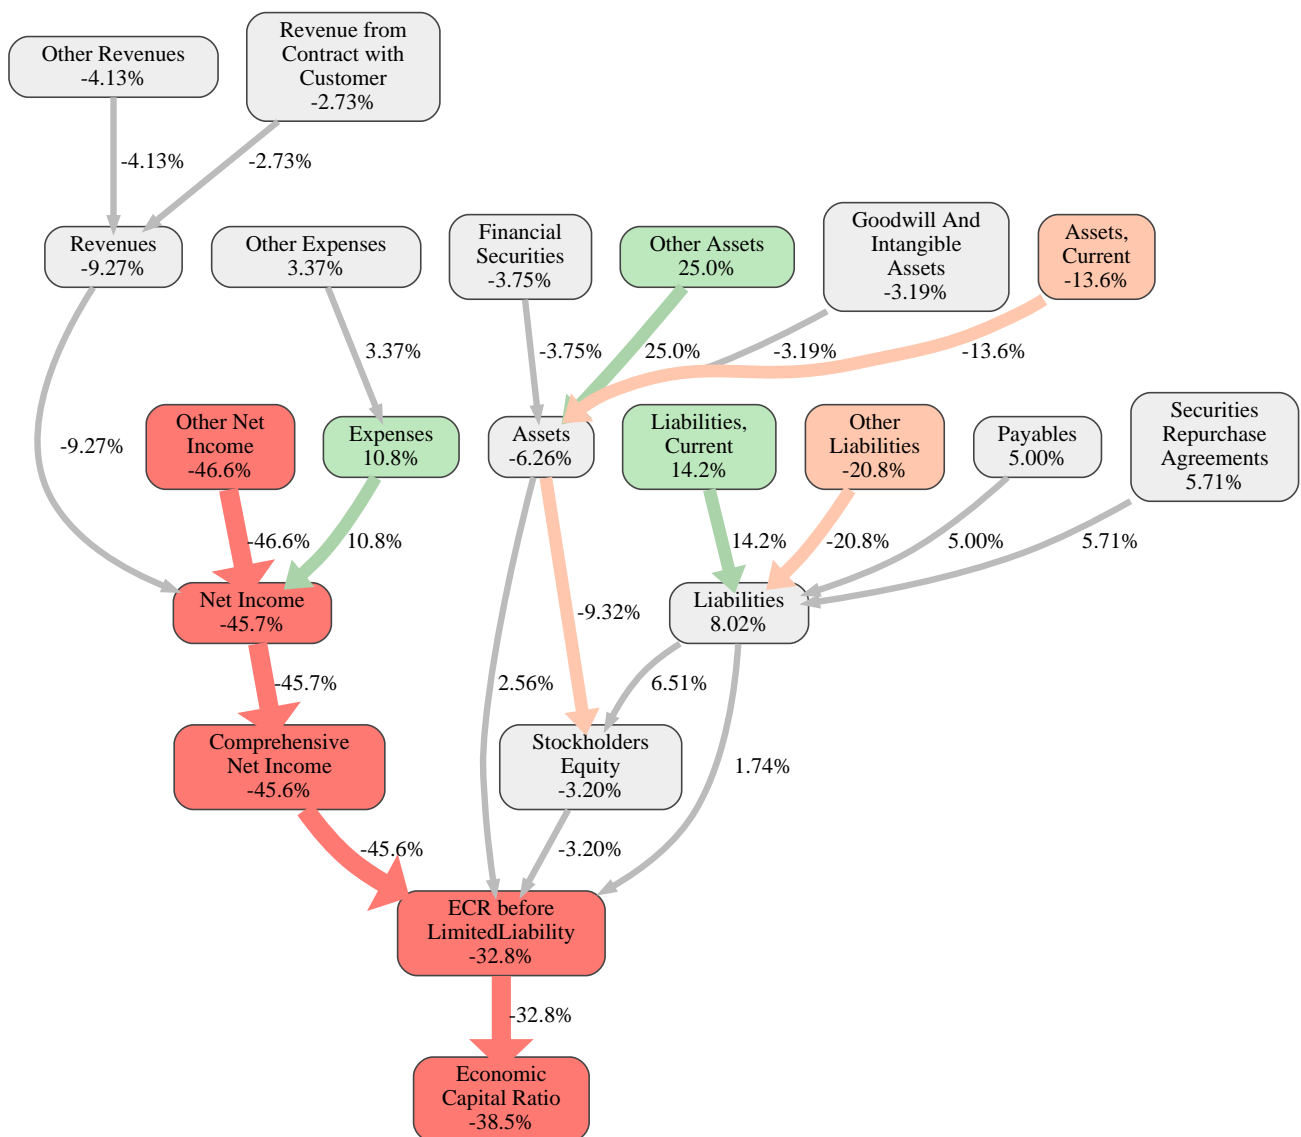 Other Revenues
-4.13%
Revenue from
Contract with
Customer
-2.73%
-4.13%
-2.73%
Revenues
-9.27%
Other Expenses
3.37%
Financial
Securities
-3.75%
Other Assets
25.0%
Goodwill And
Intangible
Assets
-3.19%
Assets,
Current
-13.6%
3.37%
-3.75%
25.0%
-3.19%
-13.6%
-9.27%
Other Net
Income
-46.6%
Expenses
10.8%
Assets
-6.26%
Liabilities,
Current
14.2%
Other
Liabilities
-20.8%
Payables
5.00%
Securities
Repurchase
Agreements
5.71%
-46.6%
10.8%
14.2%
-20.8%
5.00%
5.71%
Net Income
-45.7%
-9.32%
Liabilities
8.02%
-45.7%
2.56%
6.51%
Comprehensive
Net Income
-45.6%
Stockholders
Equity
-3.20%
1.74%
-45.6%
-3.20%
ECR before
LimitedLiability
-32.8%
-32.8%
Economic
Capital Ratio
-38.5%